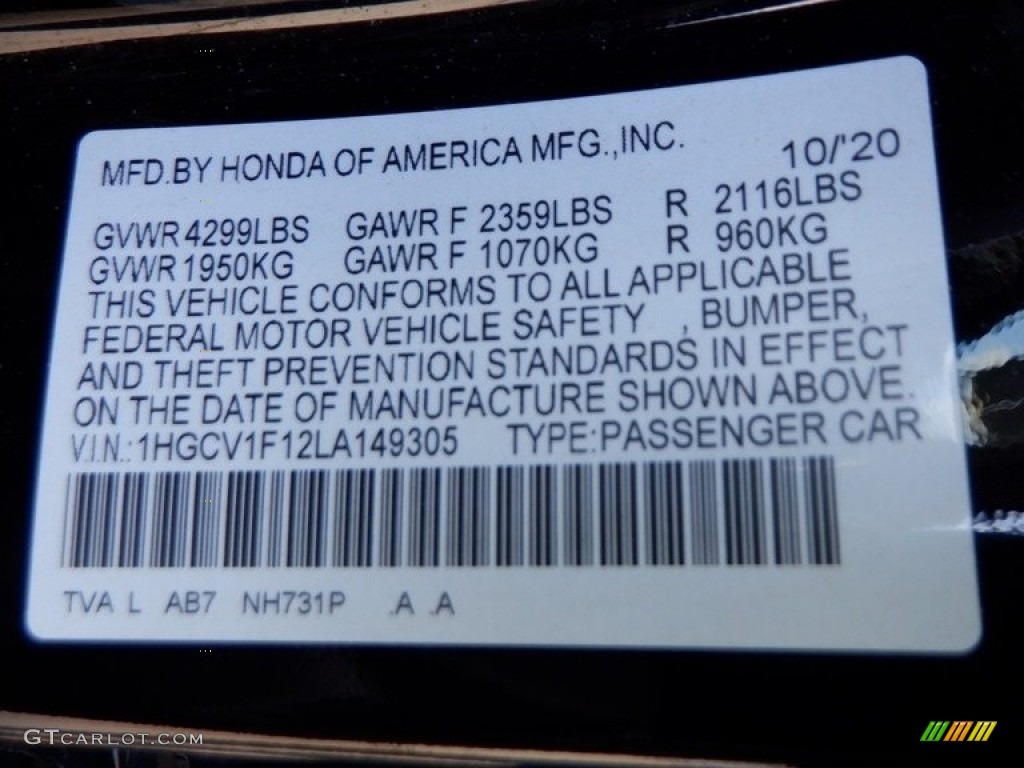 MFD.BY HONDA OF AMERICA MFG.,INC. 10/'20
GVWR 4299LBS GAWR F 2359LBS R 2116LBS
GVWR 1950KG GAWR F 1070KG R 960KG
THIS VEHICLE CONFORMS TO ALL APPLICABLE
FEDERAL MOTOR VEHICLE SAFETY , BUMPER,
AND THEFT PREVENTION STANDARDS IN EFFECT
ON THE DATE OF MANUFACTURE SHOWN ABOVE.
V.I.N.:1HGCV1F12LA149305 TYPE:PASSENGER CAR
TVA L AB7 NH731P .A .A
GTCARLOT.COM